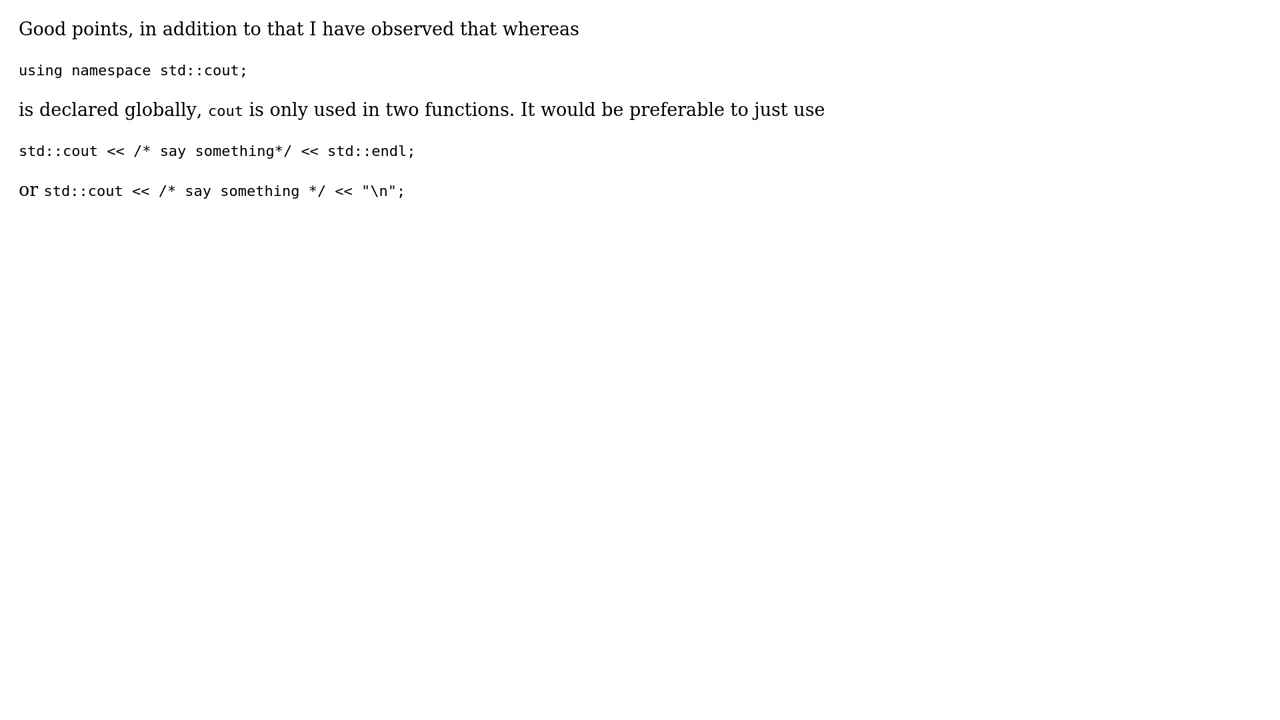 Good points, in addition to that I have observed that whereas
using namespace std::cout;
is declared globally, cout is only used in two functions. It would be preferable to just use
std::cout << /* say something*/ << std::endl;
or std::cout << /* say something */ << "\n";